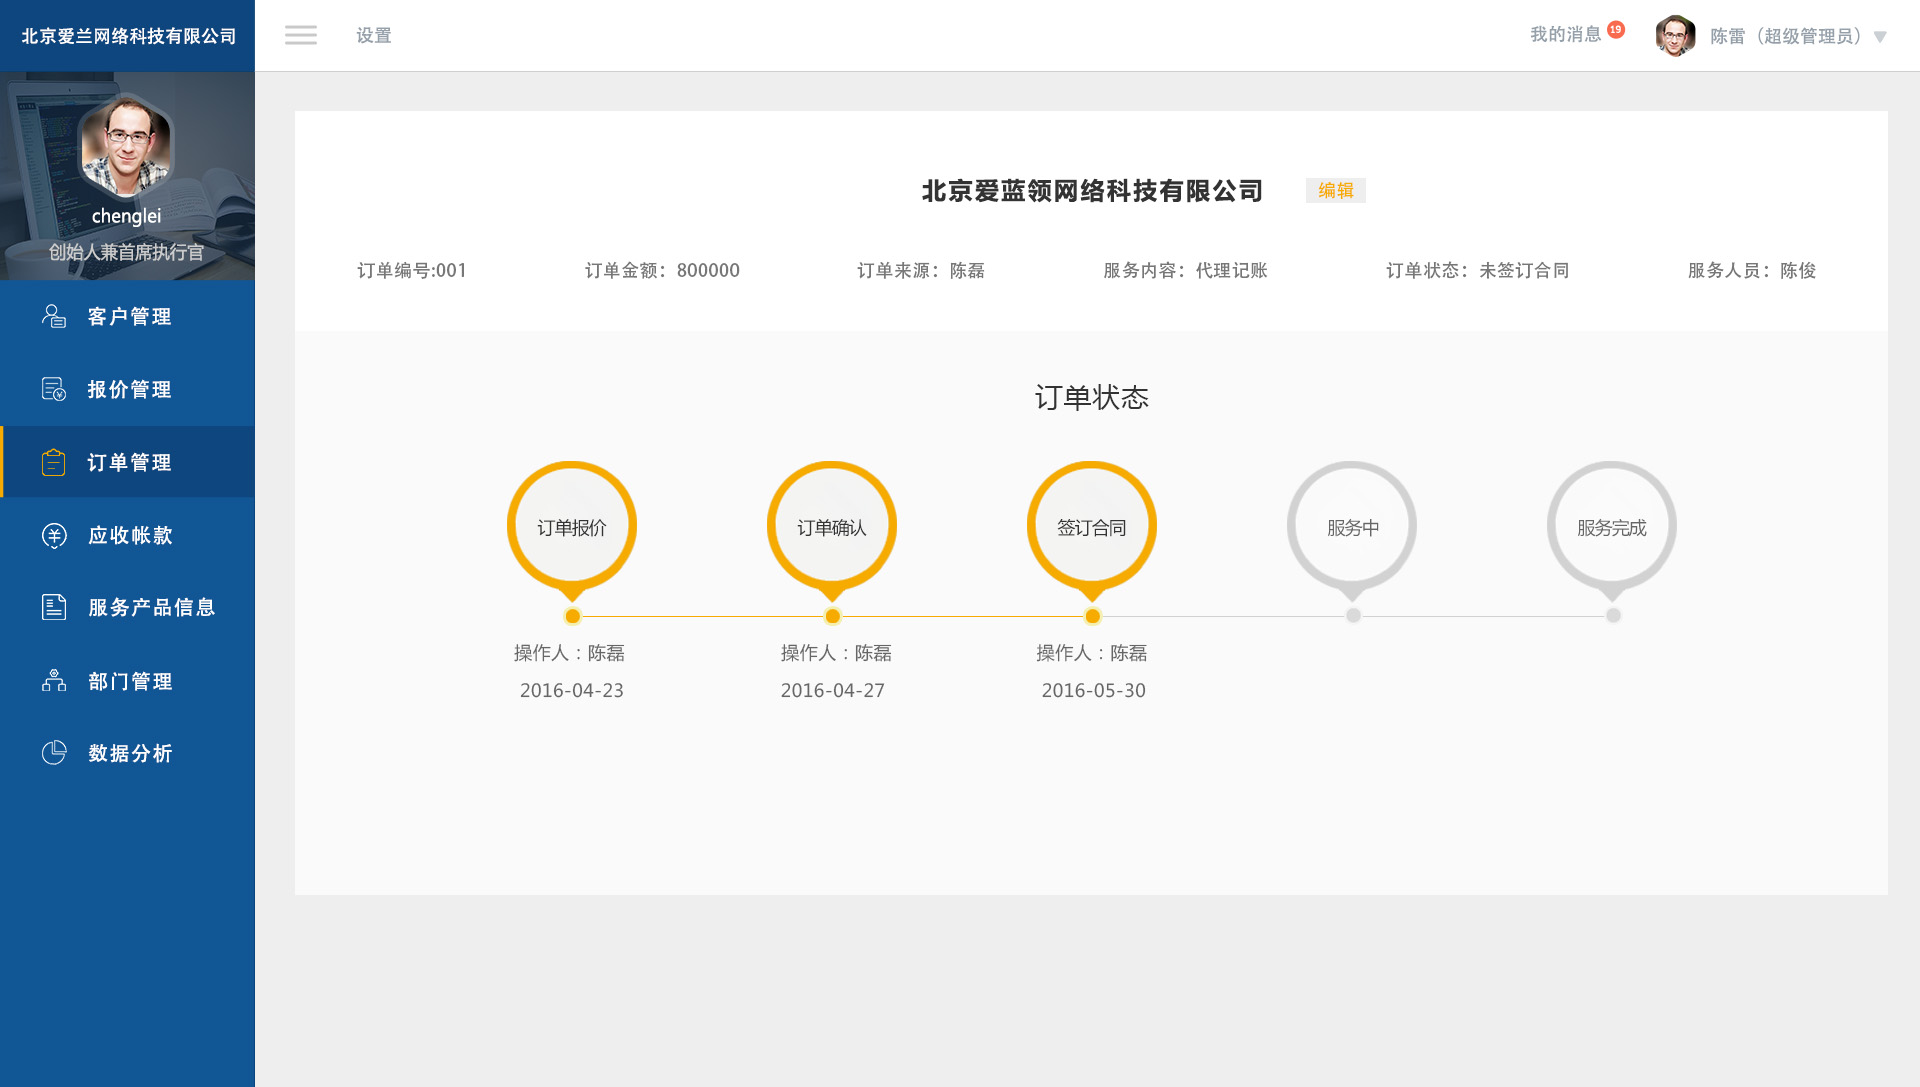 北京爱兰网络科技有限公司
设置
我的消息 19
陈雷（超级管理员）
chenglei
创始人兼首席执行官
客户管理
报价管理
订单管理
应收帐款
服务产品信息
部门管理
数据分析
北京爱蓝领网络科技有限公司
编辑
订单编号:001 订单金额：800000 订单来源：陈磊 服务内容：代理记账 订单状态：未签订合同 服务人员：陈俊
订单状态
订单报价 订单确认 签订合同 服务中 服务完成
操作人：陈磊 操作人：陈磊 操作人：陈磊
2016-04-23 2016-04-27 2016-05-30